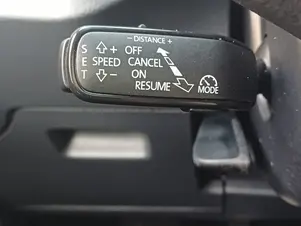 - DISTANCE +
S + OFF
E SPEED CANCEL
T - ON
RESUME
MODE